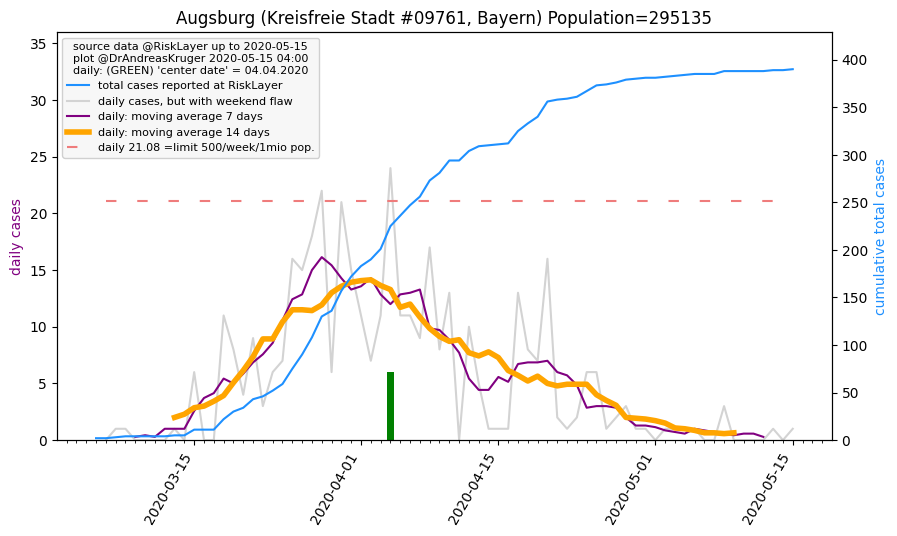 Augsburg (Kreisfreie Stadt #09761, Bayern) Population=295135
source data @RiskLayer up to 2020-05-15
plot @DrAndreasKruger 2020-05-15 04:00
daily: (GREEN) 'center date' = 04.04.2020
total cases reported at RiskLayer
daily cases, but with weekend flaw
daily: moving average 7 days
daily: moving average 14 days
daily 21.08 =limit 500/week/1mio pop.
daily cases
35
30
25
20
15
10
5
0
cumulative total cases
400
350
300
250
200
150
100
50
0
2020-03-15
2020-04-01
2020-04-15
2020-05-01
2020-05-15